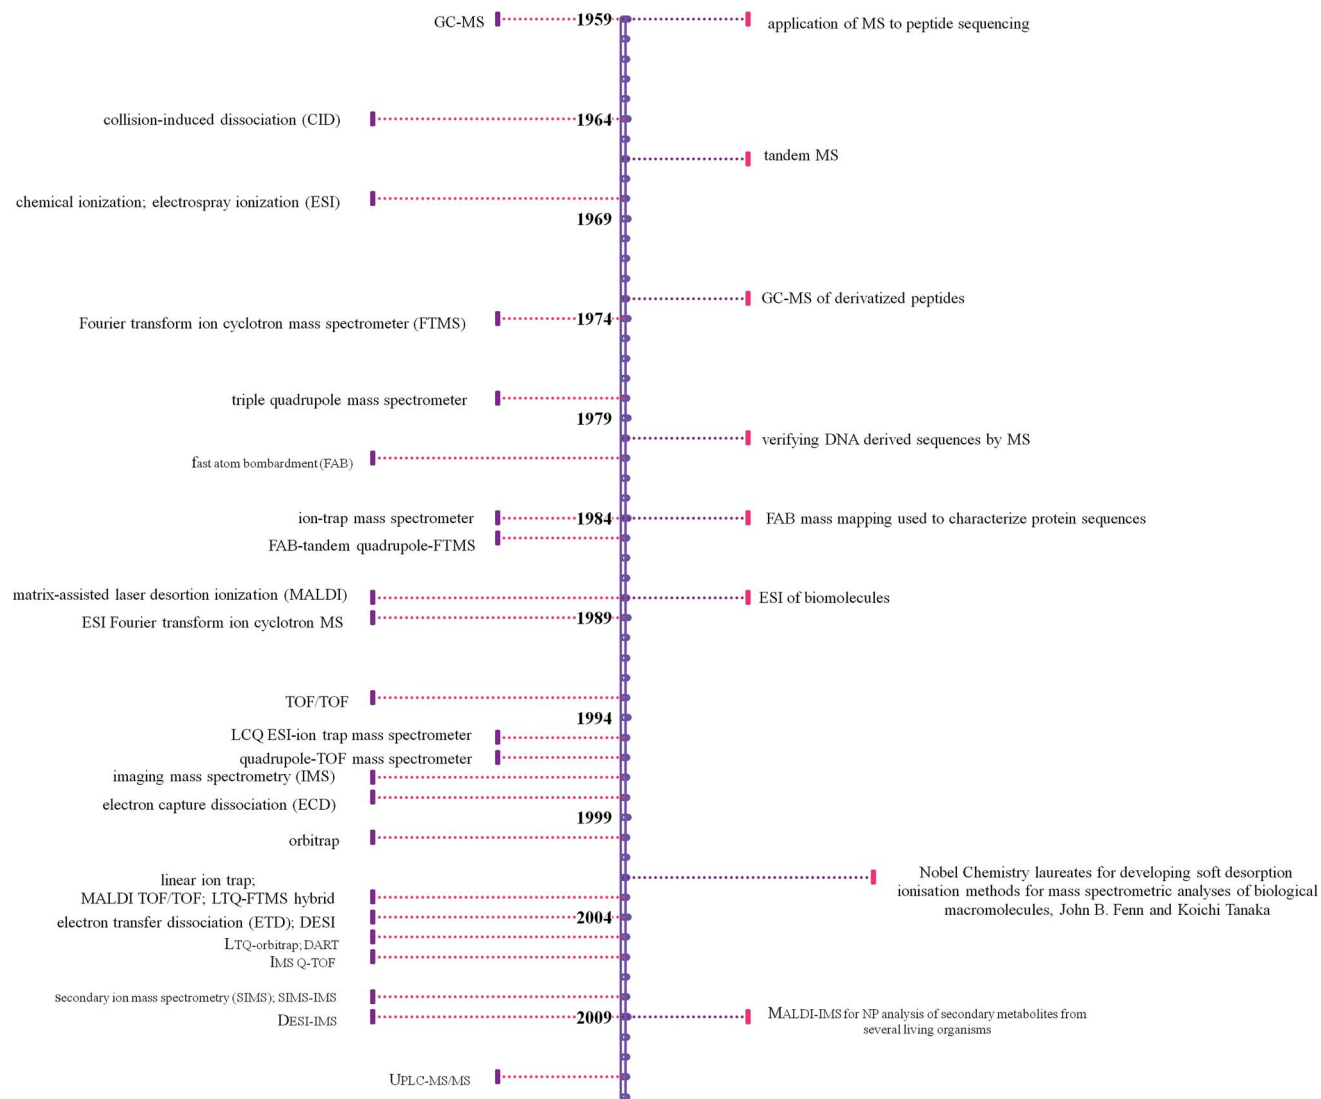 GC-MS
1959
application of MS to peptide sequencing
collision-induced dissociation (CID)
1964
tandem MS
chemical ionization; electrospray ionization (ESI)
1969
GC-MS of derivatized peptides
Fourier transform ion cyclotron mass spectrometer (FTMS)
1974
triple quadrupole mass spectrometer
1979
verifying DNA derived sequences by MS
fast atom bombardment (FAB)
ion-trap mass spectrometer
1984
FAB mass mapping used to characterize protein sequences
FAB-tandem quadrupole-FTMS
matrix-assisted laser desortion ionization (MALDI)
ESI of biomolecules
1989
ESI Fourier transform ion cyclotron MS
TOF/TOF
1994
LCQ ESI-ion trap mass spectrometer
quadrupole-TOF mass spectrometer
imaging mass spectrometry (IMS)
electron capture dissociation (ECD)
1999
orbitrap
Nobel Chemistry laureates for developing soft desorption
ionisation methods for mass spectrometric analyses of biological
macromolecules, John B. Fenn and Koichi Tanaka
linear ion trap;
MALDI TOF/TOF; LTQ-FTMS hybrid
2004
electron transfer dissociation (ETD); DESI
LTQ-orbitrap; DART
IMS Q-TOF
secondary ion mass spectrometry (SIMS); SIMS-IMS
DESI-IMS
2009
MALDI-IMS for NP analysis of secondary metabolites from
several living organisms
UPLC-MS/MS